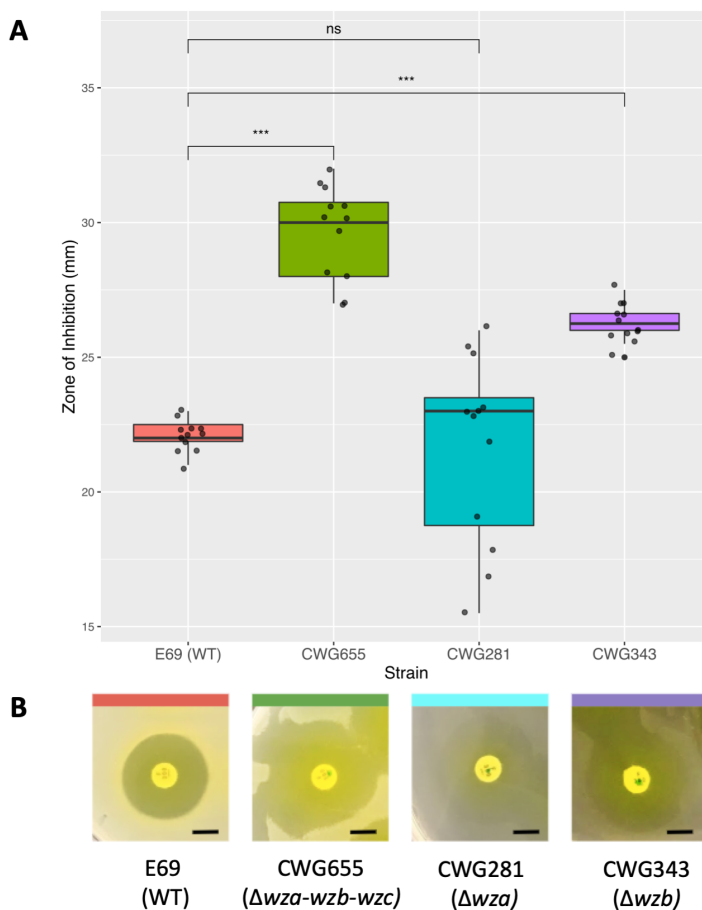 A
ns
***
***
35
30
25
20
15
Zone of Inhibition (mm)
E69 (WT)
CWG655
CWG281
CWG343
Strain
B
E69
(WT)
CWG655
(Δwza-wzb-wzc)
CWG281
(Δwza)
CWG343
(Δwzb)